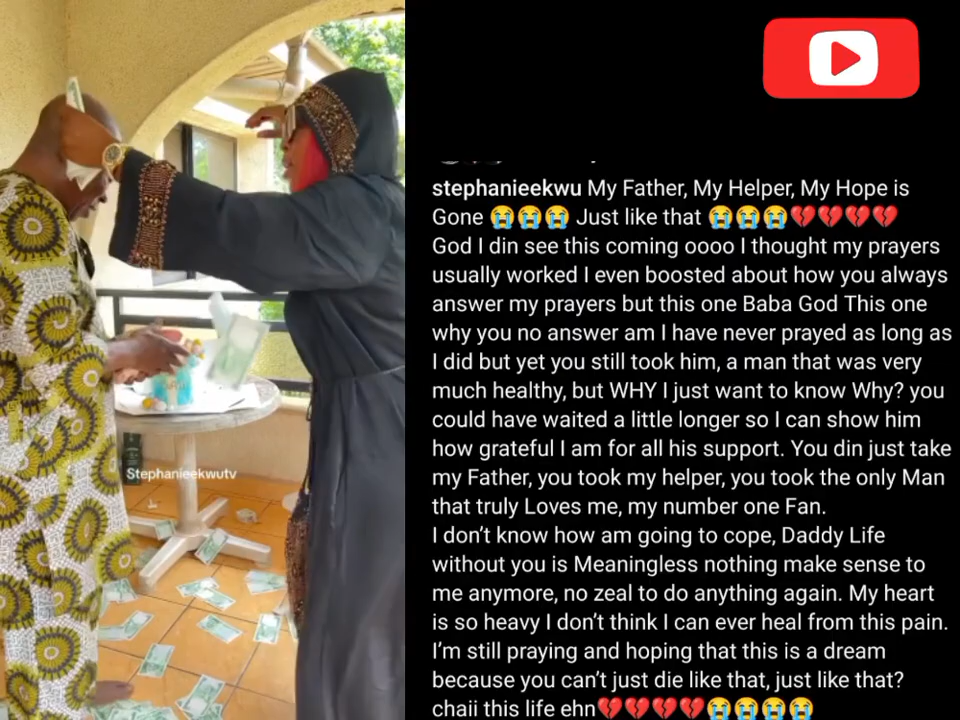 Stephanieekwutv
stephanieekwu My Father, My Helper, My Hope is
Gone 😭😭😭 Just like that 😭😭😭💔💔💔💔
God I din see this coming oooo I thought my prayers
usually worked I even boosted about how you always
answer my prayers but this one Baba God This one
why you no answer am I have never prayed as long as
I did but yet you still took him, a man that was very
much healthy, but WHY I just want to know Why? you
could have waited a little longer so I can show him
how grateful I am for all his support. You din just take
my Father, you took my helper, you took the only Man
that truly Loves me, my number one Fan.
I don't know how am going to cope, Daddy Life
without you is Meaningless nothing make sense to
me anymore, no zeal to do anything again. My heart
is so heavy I don't think I can ever heal from this pain.
I'm still praying and hoping that this is a dream
because you can't just die like that, just like that?
chaii this life ehn💔💔💔💔😭😭😭😭